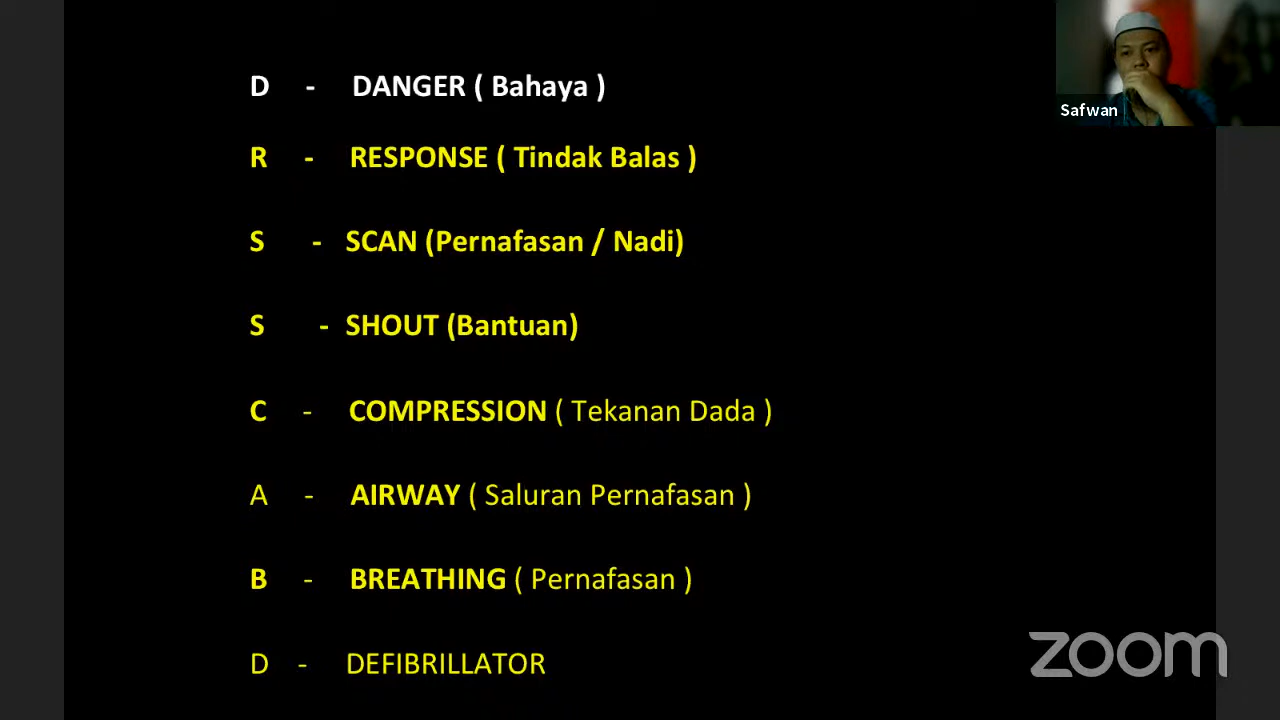 D - DANGER ( Bahaya )
R - RESPONSE ( Tindak Balas )
S - SCAN (Pernafasan / Nadi)
S - SHOUT (Bantuan)
C - COMPRESSION ( Tekanan Dada )
A - AIRWAY ( Saluran Pernafasan )
B - BREATHING ( Pernafasan )
D - DEFIBRILLATOR
Safwan
zoom